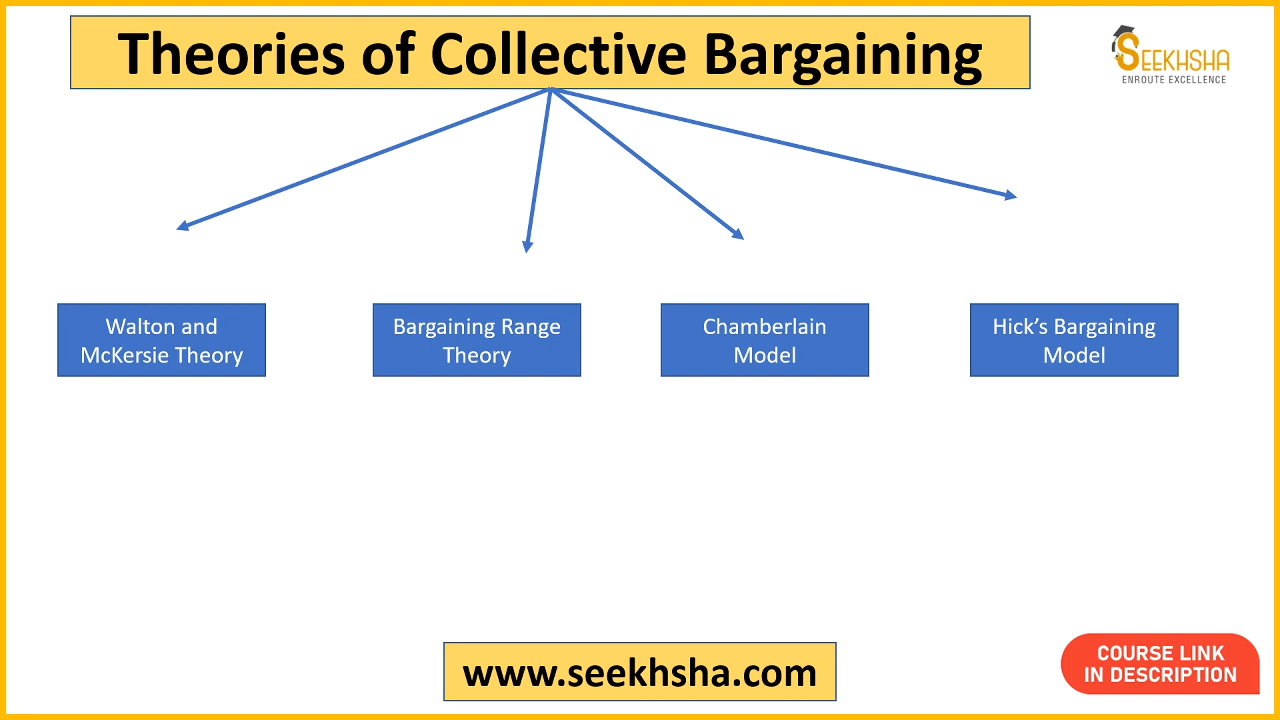 Theories of Collective Bargaining
SEEKHSHA
ENROUTE EXCELLENCE
Walton and
McKersie Theory
Bargaining Range
Theory
Chamberlain
Model
Hick’s Bargaining
Model
www.seekhsha.com
COURSE LINK
IN DESCRIPTION